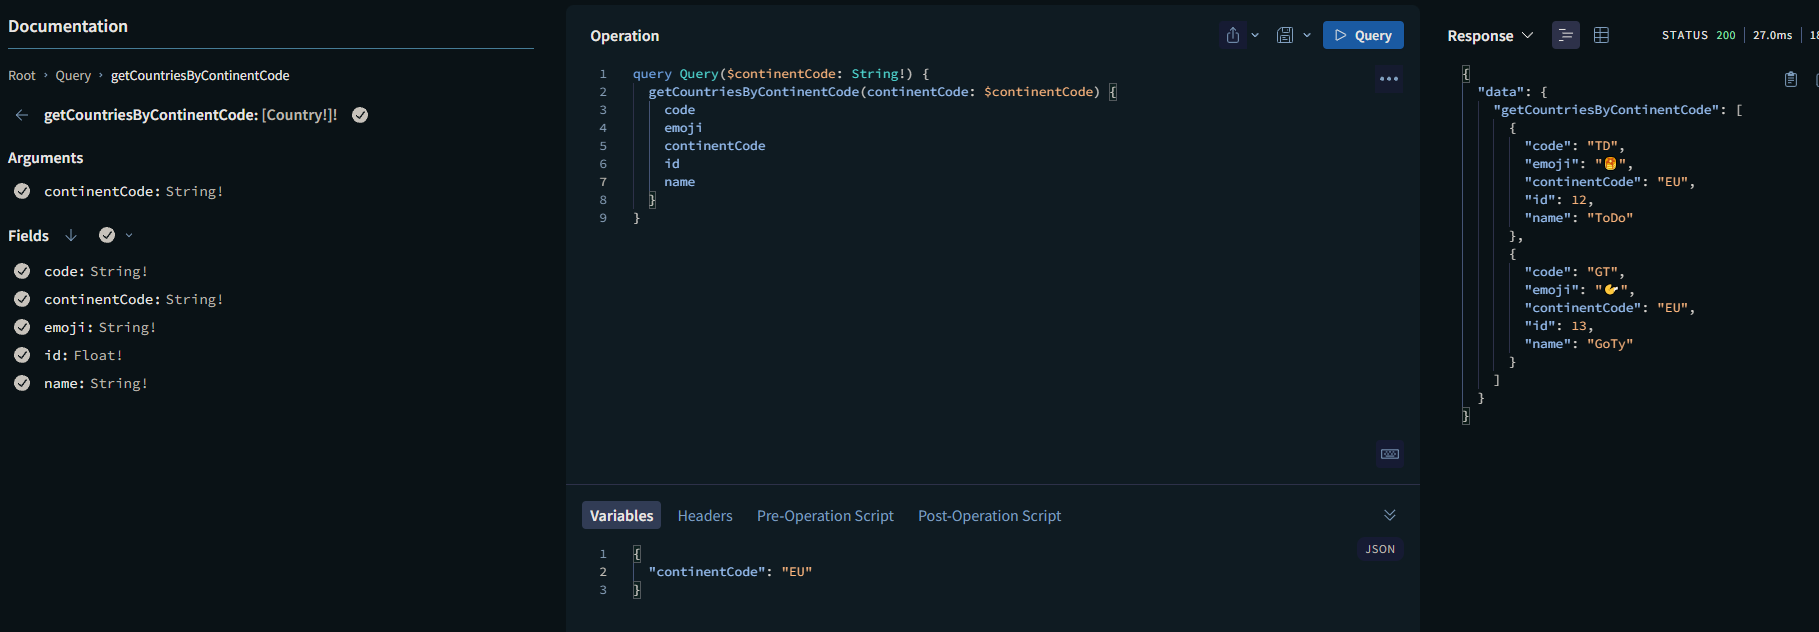 Documentation
Root › Query › getCountriesByContinentCode
getCountriesByContinentCode: [Country!]!
Arguments
continentCode: String!
Fields
code: String!
continentCode: String!
emoji: String!
id: Float!
name: String!
Operation
Query
1 query Query($continentCode: String!) {
2 getCountriesByContinentCode(continentCode: $continentCode) {
3 code
4 emoji
5 continentCode
6 id
7 name
8 }
9 }
Variables Headers Pre-Operation Script Post-Operation Script
JSON
1 {
2 "continentCode": "EU"
3 }
Response STATUS 200 27.0ms
{
"data": {
"getCountriesByContinentCode": [
{
"code": "TD",
"emoji": "",
"continentCode": "EU",
"id": 12,
"name": "ToDo"
},
{
"code": "GT",
"emoji": "",
"continentCode": "EU",
"id": 13,
"name": "GoTy"
}
]
}
}